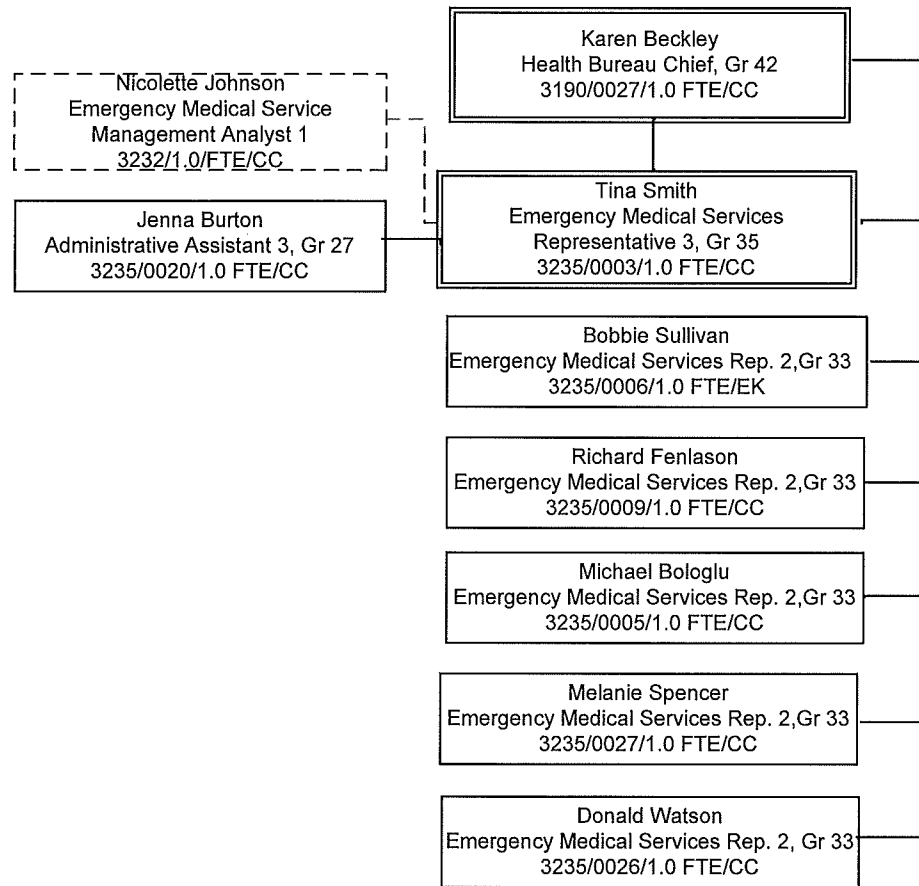 Karen Beckley
Health Bureau Chief, Gr 42
3190/0027/1.0 FTE/CC
Nicolette Johnson
Emergency Medical Service
Management Analyst 1
3232/1.0/FTE/CC
Tina Smith
Emergency Medical Services
Representative 3, Gr 35
3235/0003/1.0 FTE/CC
Jenna Burton
Administrative Assistant 3, Gr 27
3235/0020/1.0 FTE/CC
Bobbie Sullivan
Emergency Medical Services Rep. 2,Gr 33
3235/0006/1.0 FTE/EK
Richard Fenlason
Emergency Medical Services Rep. 2,Gr 33
3235/0009/1.0 FTE/CC
Michael Bologlu
Emergency Medical Services Rep. 2,Gr 33
3235/0005/1.0 FTE/CC
Melanie Spencer
Emergency Medical Services Rep. 2,Gr 33
3235/0027/1.0 FTE/CC
Donald Watson
Emergency Medical Services Rep. 2, Gr 33
3235/0026/1.0 FTE/CC